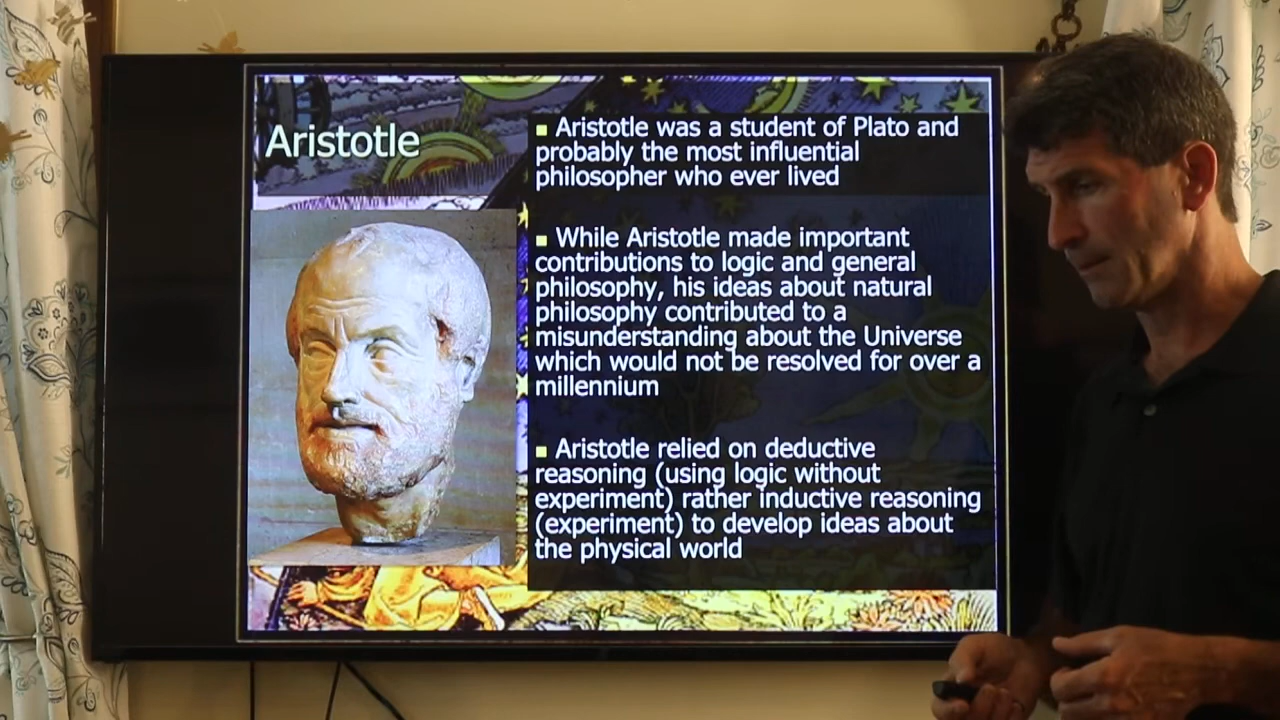 Aristotle
Aristotle was a student of Plato and
probably the most influential
philosopher who ever lived
While Aristotle made important
contributions to logic and general
philosophy, his ideas about natural
philosophy contributed to a
misunderstanding about the Universe
which would not be resolved for over a
millennium
Aristotle relied on deductive
reasoning (using logic without
experiment) rather inductive reasoning
(experiment) to develop ideas about
the physical world